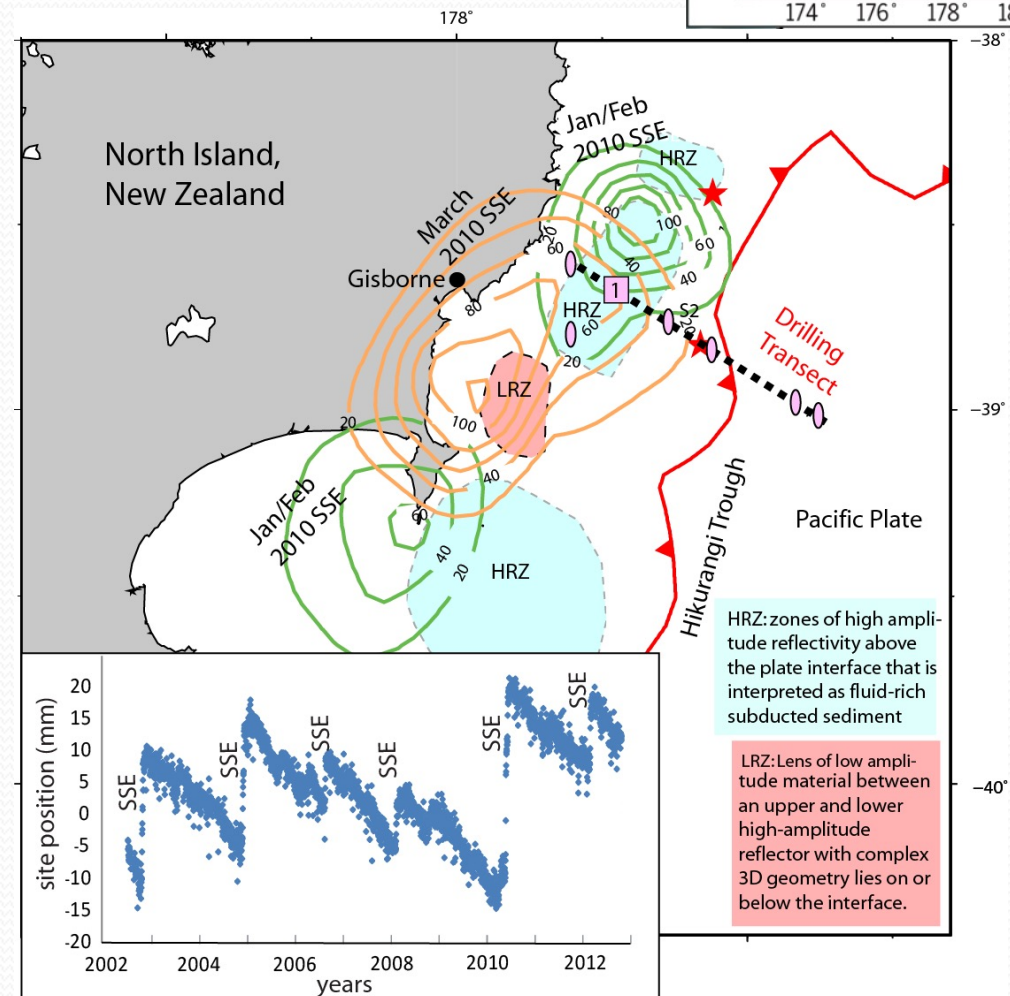 174° 176° 178° 18
178°
−38°
North Island,
New Zealand
Jan/Feb
2010 SSE
HRZ
March
2010 SSE
80
100
60
40
40
20
60
Gisborne
1
80
HRZ
60
S2
20
20
Drilling
Transect
LRZ
−39°
20
100
40
Jan/Feb
2010 SSE
60
40
20
HRZ
Hikurangi Trough
Pacific Plate
HRZ: zones of high ampli-
tude reflectivity above
the plate interface that is
interpreted as fluid-rich
subducted sediment
LRZ: Lens of low ampli-
tude material between
an upper and lower
high-amplitude
reflector with complex
3D geometry lies on or
below the interface.
−40°
site position (mm)
20
15
10
5
0
-5
-10
-15
-20
SSE
SSE
SSE
SSE
SSE
SSE
2002 2004 2006 2008 2010 2012
years